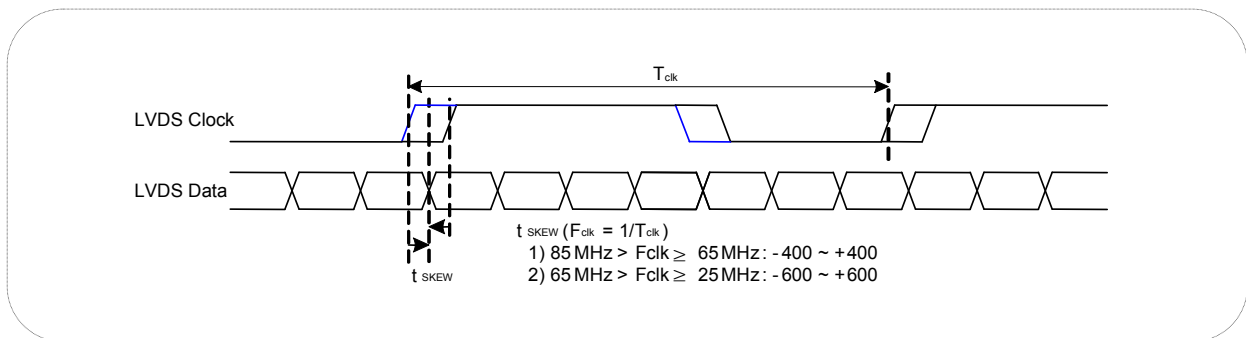 Tclk
LVDS Clock
LVDS Data
t SKEW (Fclk = 1/Tclk)
1) 85 MHz > Fclk ≥ 65 MHz: -400 ~ +400
2) 65 MHz > Fclk ≥ 25 MHz: -600 ~ +600
t SKEW